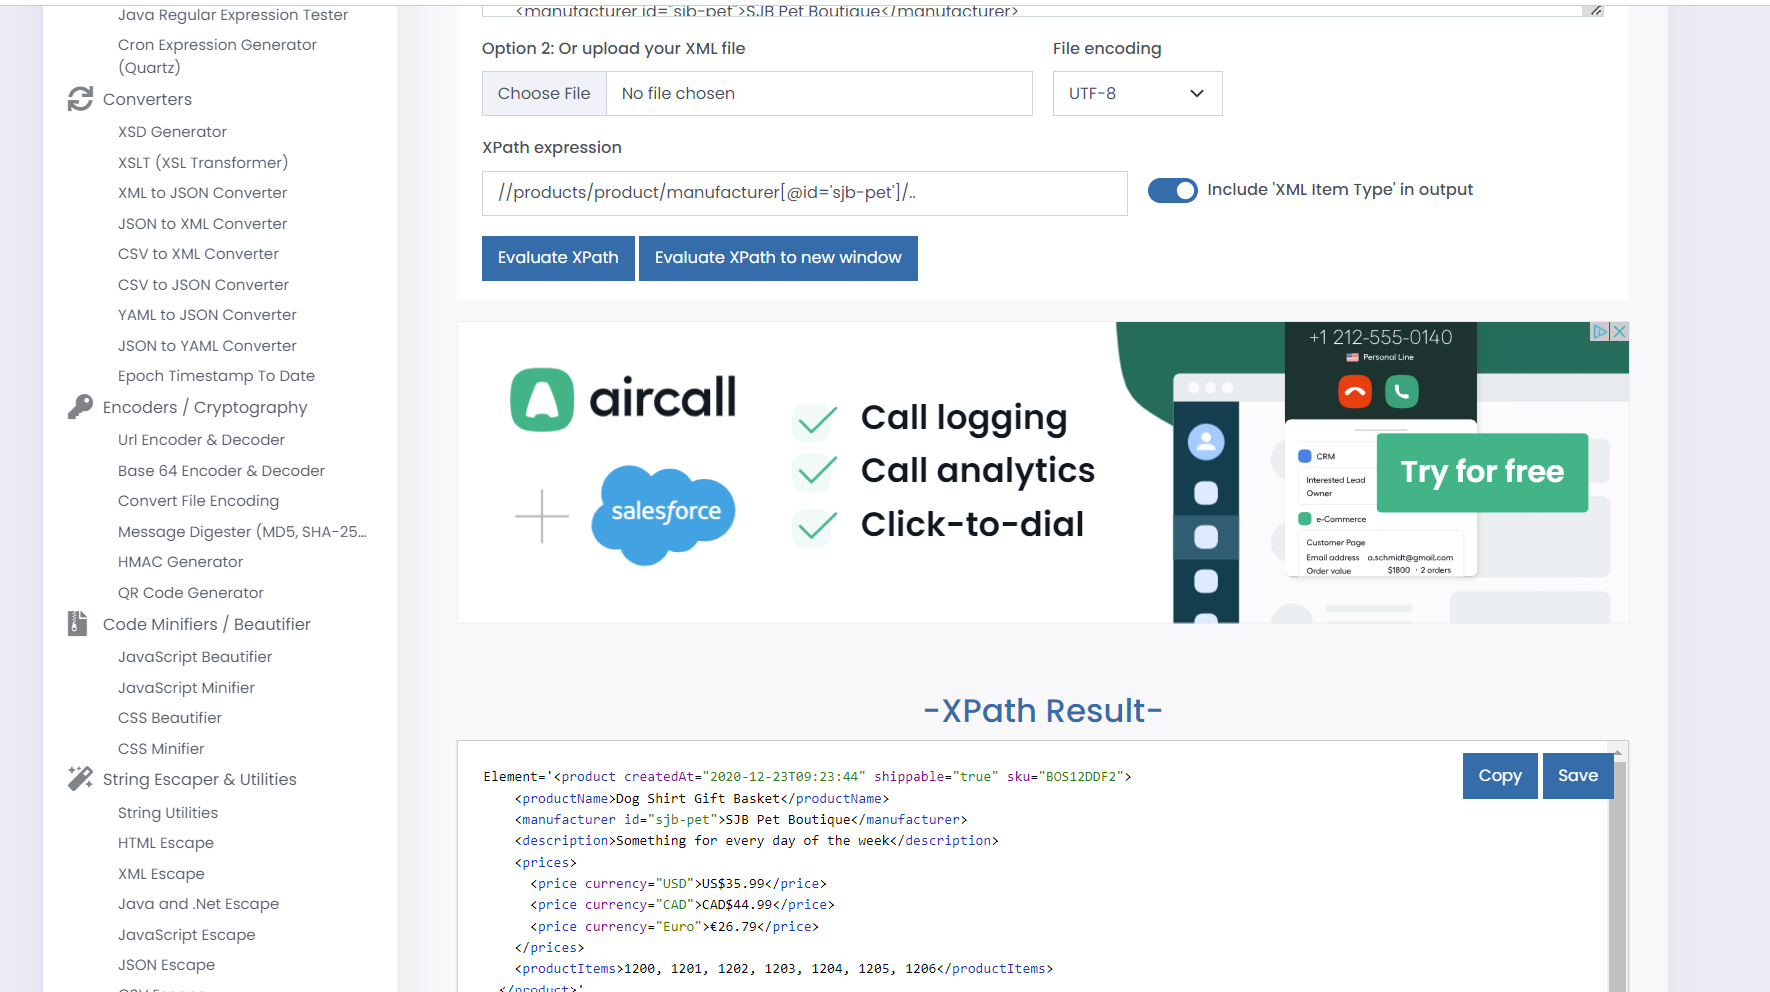 Java Regular Expression Tester
Cron Expression Generator
(Quartz)
Converters
XSD Generator
XSLT (XSL Transformer)
XML to JSON Converter
JSON to XML Converter
CSV to XML Converter
CSV to JSON Converter
YAML to JSON Converter
JSON to YAML Converter
Epoch Timestamp To Date
Encoders / Cryptography
Url Encoder & Decoder
Base 64 Encoder & Decoder
Convert File Encoding
Message Digester (MD5, SHA-25...
HMAC Generator
QR Code Generator
Code Minifiers / Beautifier
JavaScript Beautifier
JavaScript Minifier
CSS Beautifier
CSS Minifier
String Escaper & Utilities
String Utilities
HTML Escape
XML Escape
Java and .Net Escape
JavaScript Escape
JSON Escape
<manufacturer id="sjb-pet">SJB Pet Boutique</manufacturer>
Option 2: Or upload your XML file
File encoding
Choose File
No file chosen
UTF-8
XPath expression
//products/product/manufacturer[@id='sjb-pet']/..
Include 'XML Item Type' in output
Evaluate XPath
Evaluate XPath to new window
aircall
salesforce
Call logging
Call analytics
Click-to-dial
+1 212-555-0140
Personal Line
CRM
Interested Lead
Owner
e-Commerce
Customer Page
Email address a.schmidt@gmail.com
Order value $1800 · 2 orders
Try for free
-XPath Result-
Copy
Save
Element='<product createdAt="2020-12-23T09:23:44" shippable="true" sku="BOS12DDF2">
<productName>Dog Shirt Gift Basket</productName>
<manufacturer id="sjb-pet">SJB Pet Boutique</manufacturer>
<description>Something for every day of the week</description>
<prices>
<price currency="USD">US$35.99</price>
<price currency="CAD">CAD$44.99</price>
<price currency="Euro">€26.79</price>
</prices>
<productItems>1200, 1201, 1202, 1203, 1204, 1205, 1206</productItems>
</product>'